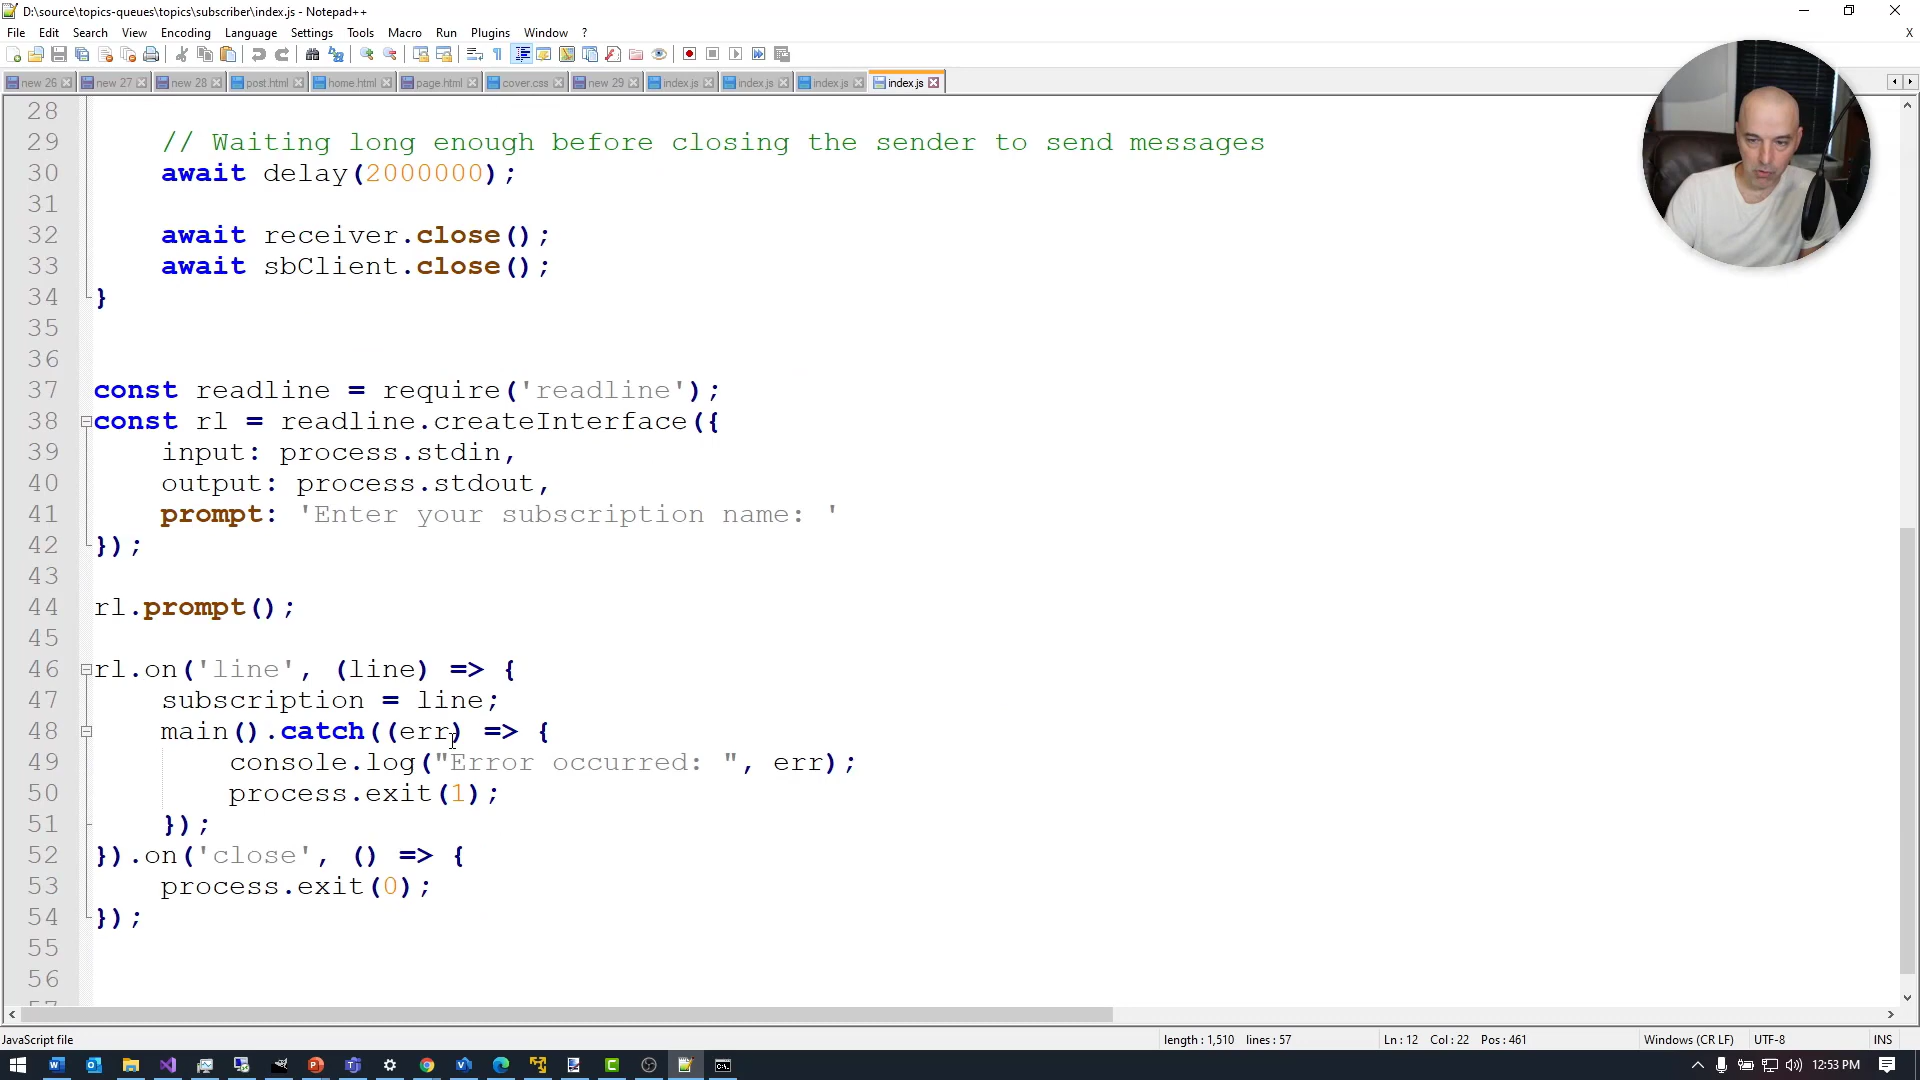 D:\source\topics-queues\topics\subscriber\index.js - Notepad++
File Edit Search View Encoding Language Settings Tools Macro Run Plugins Window ? X
new 26 new 27 new 28 post.html home.html page.html cover.css new 29 index.js index.js index.js index.js
28
29 // Waiting long enough before closing the sender to send messages
30 await delay(2000000);
31
32 await receiver.close();
33 await sbClient.close();
34 }
35
36
37 const readline = require('readline');
38 const rl = readline.createInterface({
39 input: process.stdin,
40 output: process.stdout,
41 prompt: 'Enter your subscription name: '
42 });
43
44 rl.prompt();
45
46 rl.on('line', (line) => {
47 subscription = line;
48 main().catch((err) => {
49 console.log("Error occurred: ", err);
50 process.exit(1);
51 });
52 }).on('close', () => {
53 process.exit(0);
54 });
55
56
57
JavaScript file length : 1,510 lines : 57 Ln : 12 Col : 22 Pos : 461 Windows (CR LF) UTF-8 INS
12:53 PM